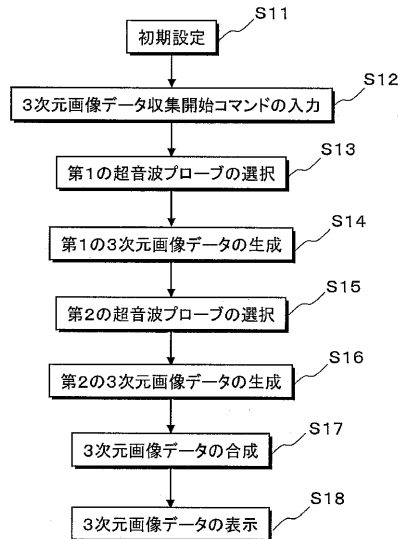 S11
初期設定
S12
3次元画像データ収集開始コマンドの入力
S13
第1の超音波プローブの選択
S14
第1の3次元画像データの生成
S15
第2の超音波プローブの選択
S16
第2の3次元画像データの生成
S17
3次元画像データの合成
S18
3次元画像データの表示